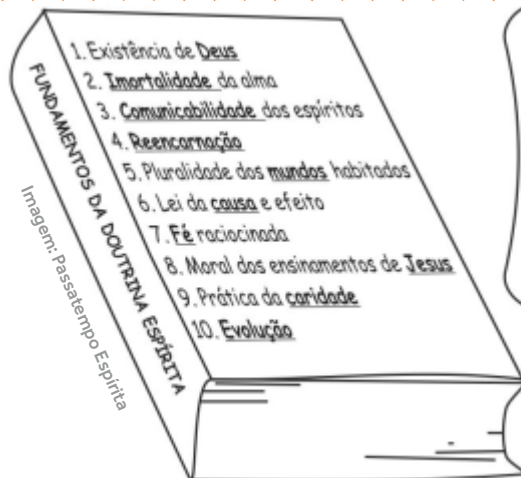 FUNDAMENTOS DA DOUTRINA ESPÍRITA
1. Existência de Deus
2. Imortalidade da alma
3. Comunicabilidade dos espíritos
4. Reencarnação
5. Pluralidade dos mundos habitados
6. Lei da causa e efeito
7. Fé raciocinada
8. Moral dos ensinamentos de Jesus
9. Prática da caridade
10. Evolução
Imagem: Passatempo Espírita